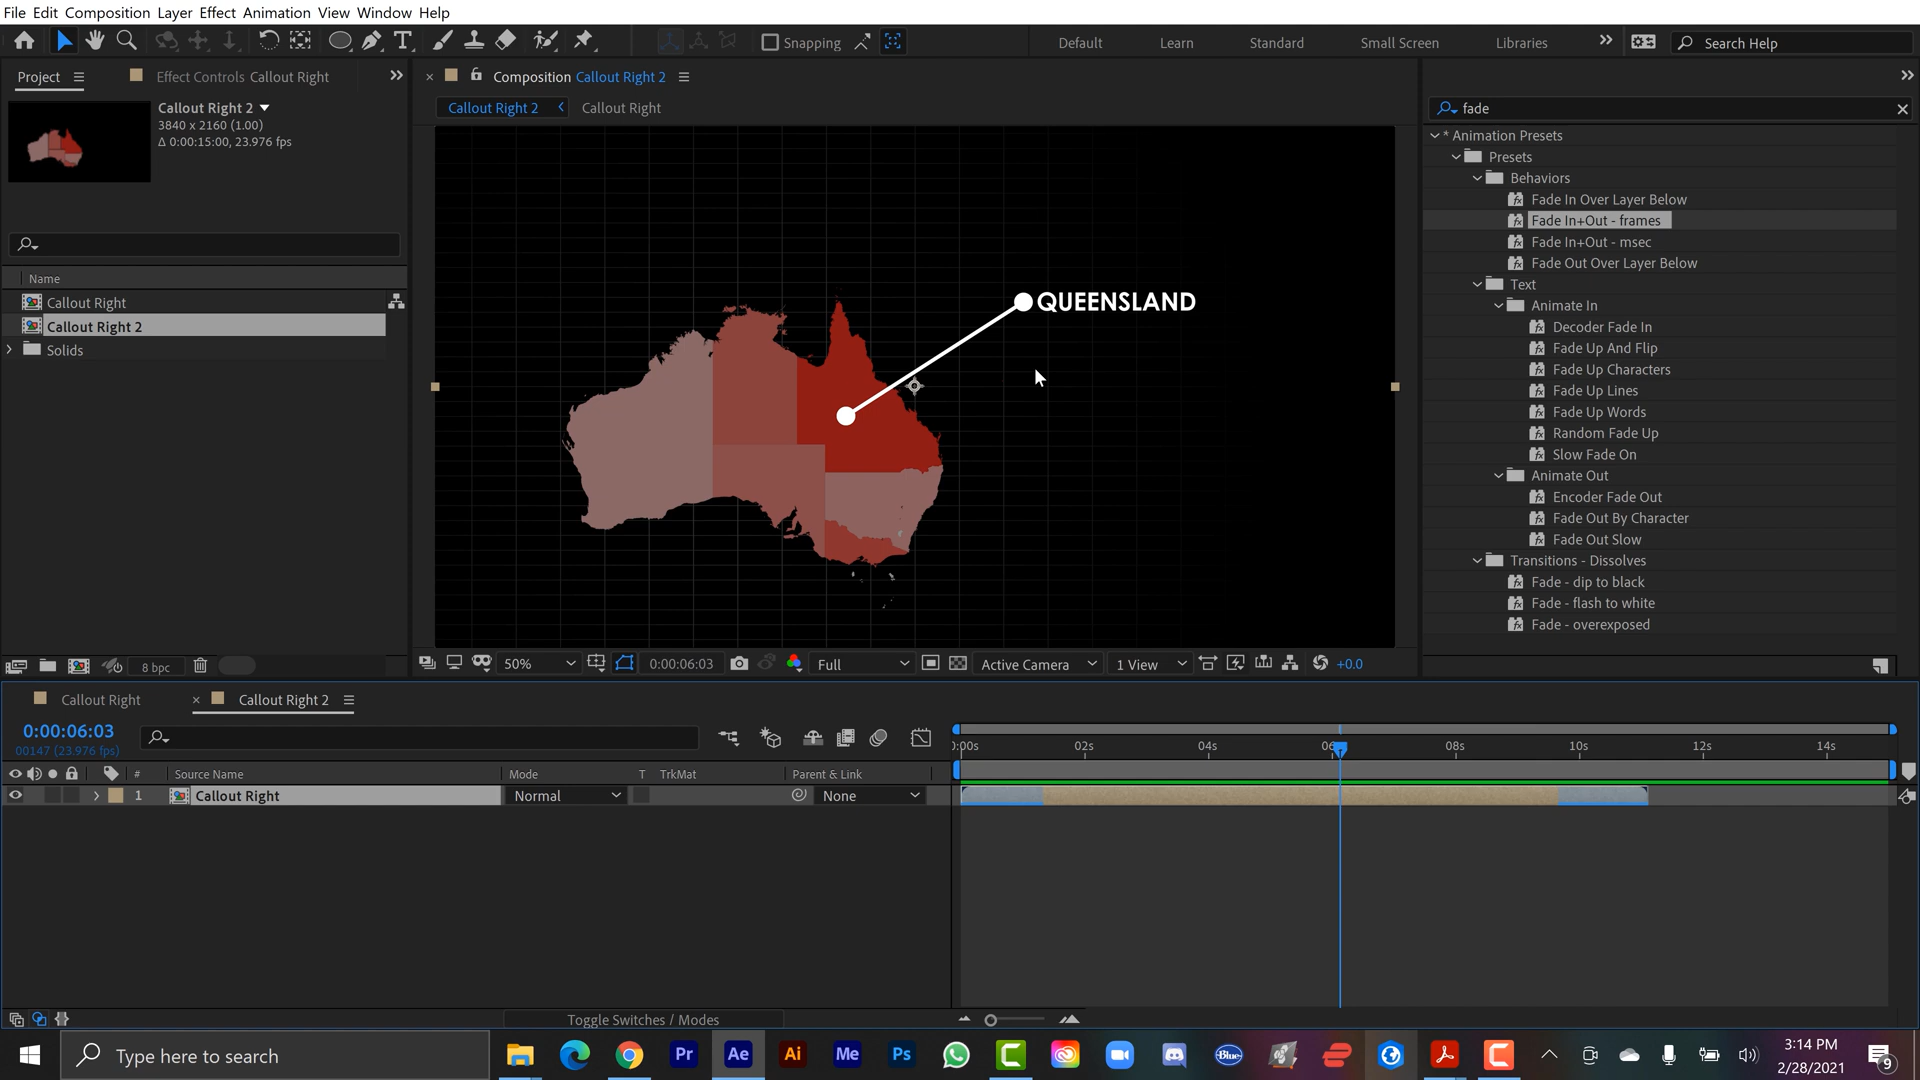 File Edit Composition Layer Effect Animation View Window Help
Snapping
Default Learn Standard Small Screen Libraries
Search Help
Project
Effect Controls Callout Right
Composition Callout Right 2
Callout Right 2
3840 x 2160 (1.00)
Δ 0:00:15:00, 23.976 fps
Callout Right 2 Callout Right
fade
* Animation Presets
Presets
Behaviors
Fade In Over Layer Below
Fade In+Out - frames
Fade In+Out - msec
Fade Out Over Layer Below
Text
Animate In
Decoder Fade In
Fade Up And Flip
Fade Up Characters
Fade Up Lines
Fade Up Words
Random Fade Up
Slow Fade On
Animate Out
Encoder Fade Out
Fade Out By Character
Fade Out Slow
Transitions - Dissolves
Fade - dip to black
Fade - flash to white
Fade - overexposed
Name
Callout Right
Callout Right 2
Solids
QUEENSLAND
8 bpc
50% 0:00:06:03 Full Active Camera 1 View +0.0
Callout Right
Callout Right 2
0:00:06:03
00147 (23.976 fps)
# Source Name Mode T TrkMat Parent & Link
1 Callout Right Normal None
02s 04s 08s 10s 12s 14s
Toggle Switches / Modes
Type here to search
Pr Ae Ai Me Ps
Blue
3:14 PM
2/28/2021
9